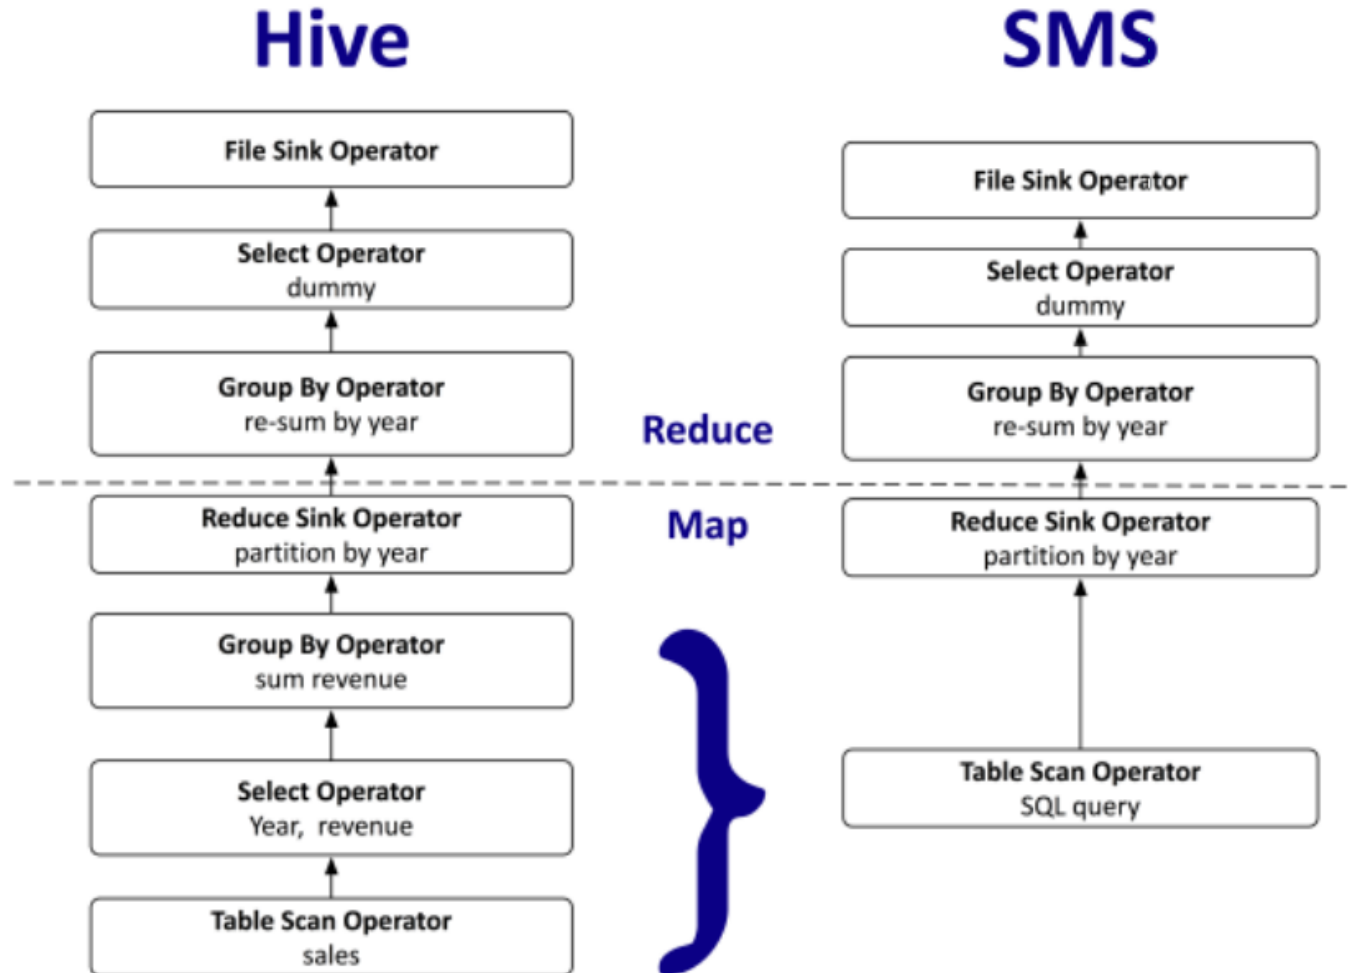 Hive
SMS
File Sink Operator
Select Operator
dummy
Group By Operator
re-sum by year
Reduce Sink Operator
partition by year
Group By Operator
sum revenue
Select Operator
Year, revenue
Table Scan Operator
sales
Reduce
Map
File Sink Operator
Select Operator
dummy
Group By Operator
re-sum by year
Reduce Sink Operator
partition by year
Table Scan Operator
SQL query